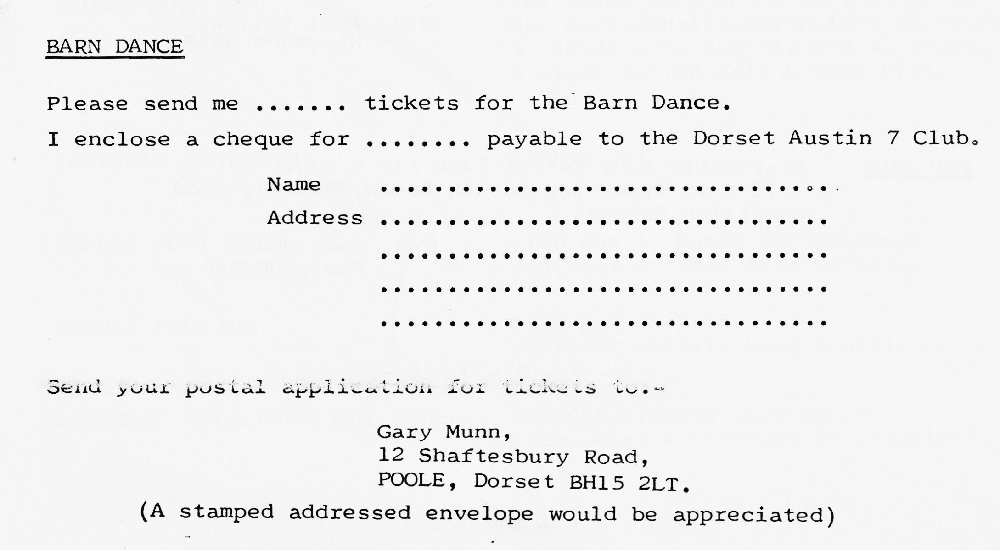 BARN DANCE
Please send me ....... tickets for the Barn Dance.
I enclose a cheque for ........ payable to the Dorset Austin 7 Club.
Name .................................
Address .................................
.................................
.................................
.................................
Send your postal application for tickets to:-
Gary Munn,
12 Shaftesbury Road,
POOLE, Dorset BH15 2LT.
(A stamped addressed envelope would be appreciated)